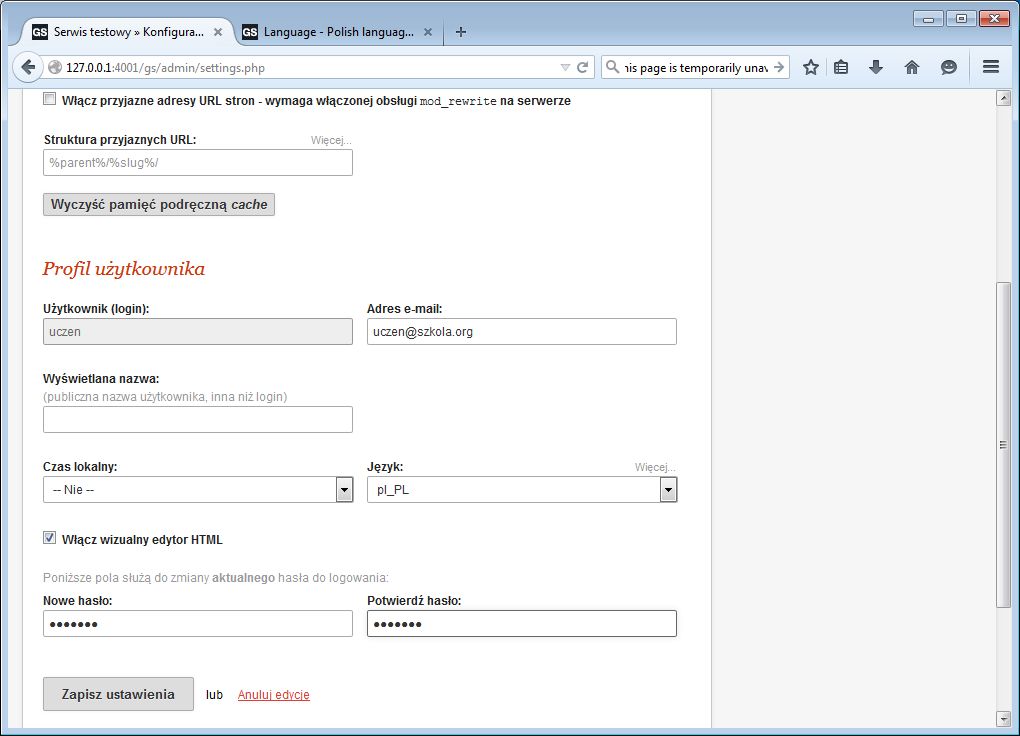 GS Serwis testowy » Konfigura...
GS Language - Polish languag...
127.0.0.1:4001/gs/admin/settings.php
his page is temporarily unav
Włącz przyjazne adresy URL stron - wymaga włączonej obsługi mod_rewrite na serwerze
Struktura przyjaznych URL: Więcej...
%parent%/%slug%/
Wyczyść pamięć podręczną cache
Profil użytkownika
Użytkownik (login): Adres e-mail:
uczen uczen@szkola.org
Wyświetlana nazwa:
(publiczna nazwa użytkownika, inna niż login)
Czas lokalny: Język: Więcej...
-- Nie -- pl_PL
Włącz wizualny edytor HTML
Poniższe pola służą do zmiany aktualnego hasła do logowania:
Nowe hasło: Potwierdź hasło:
●●●●●●● ●●●●●●●
Zapisz ustawienia lub Anuluj edycję